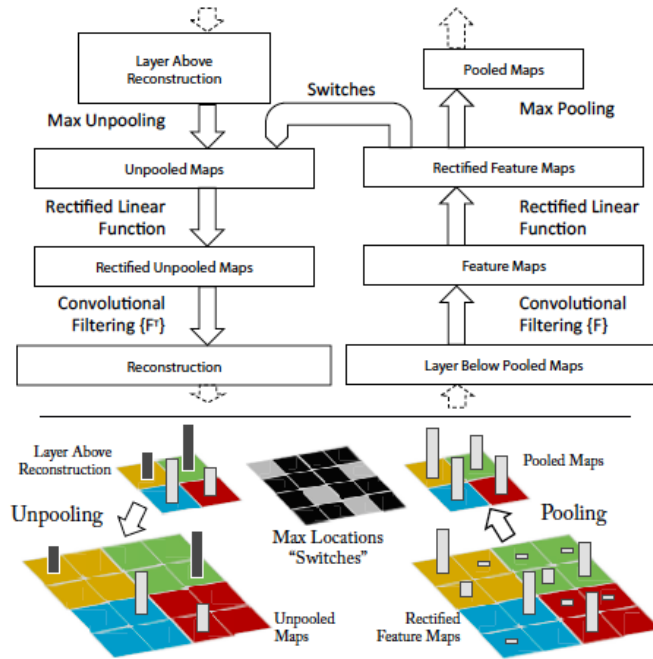 Layer Above
Reconstruction
Pooled Maps
Switches
Max Unpooling
Max Pooling
Unpooled Maps
Rectified Feature Maps
Rectified Linear
Function
Rectified Linear
Function
Rectified Unpooled Maps
Feature Maps
Convolutional
Filtering {Fᵀ}
Convolutional
Filtering {F}
Reconstruction
Layer Below Pooled Maps
Layer Above
Reconstruction
Pooled Maps
Unpooling
Max Locations
"Switches"
Pooling
Unpooled
Maps
Rectified
Feature Maps